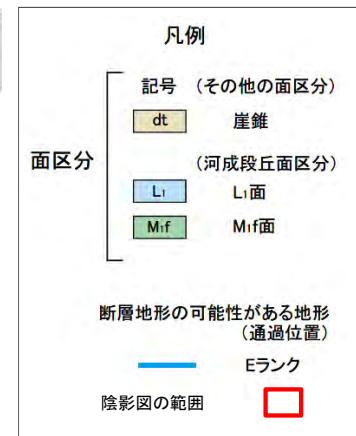 凡例
記号 (その他の面区分)
dt 崖錐
面区分
(河成段丘面区分)
L1 L1面
M1f M1f面
断層地形の可能性がある地形
(通過位置)
Eランク
陰影図の範囲